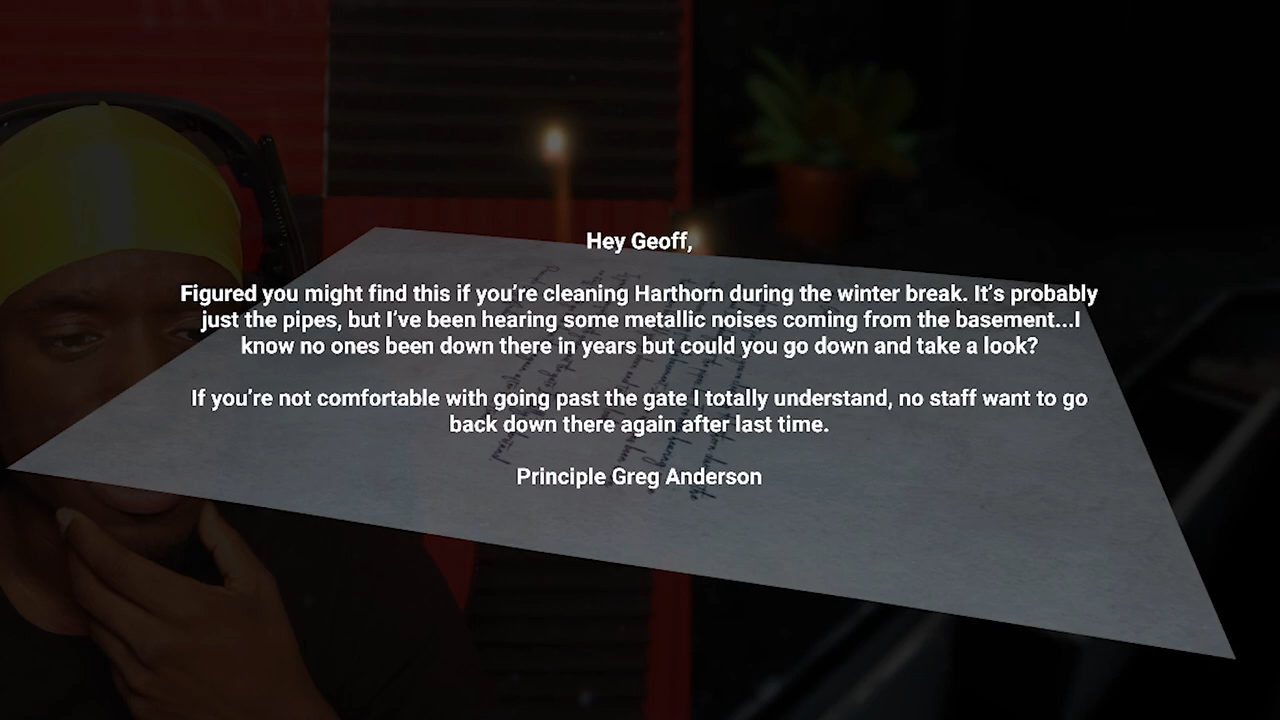 Hey Geoff,
Figured you might find this if you're cleaning Harthorn during the winter break. It's probably
just the pipes, but I've been hearing some metallic noises coming from the basement...I
know no ones been down there in years but could you go down and take a look?
If you're not comfortable with going past the gate I totally understand, no staff want to go
back down there again after last time.
Principle Greg Anderson